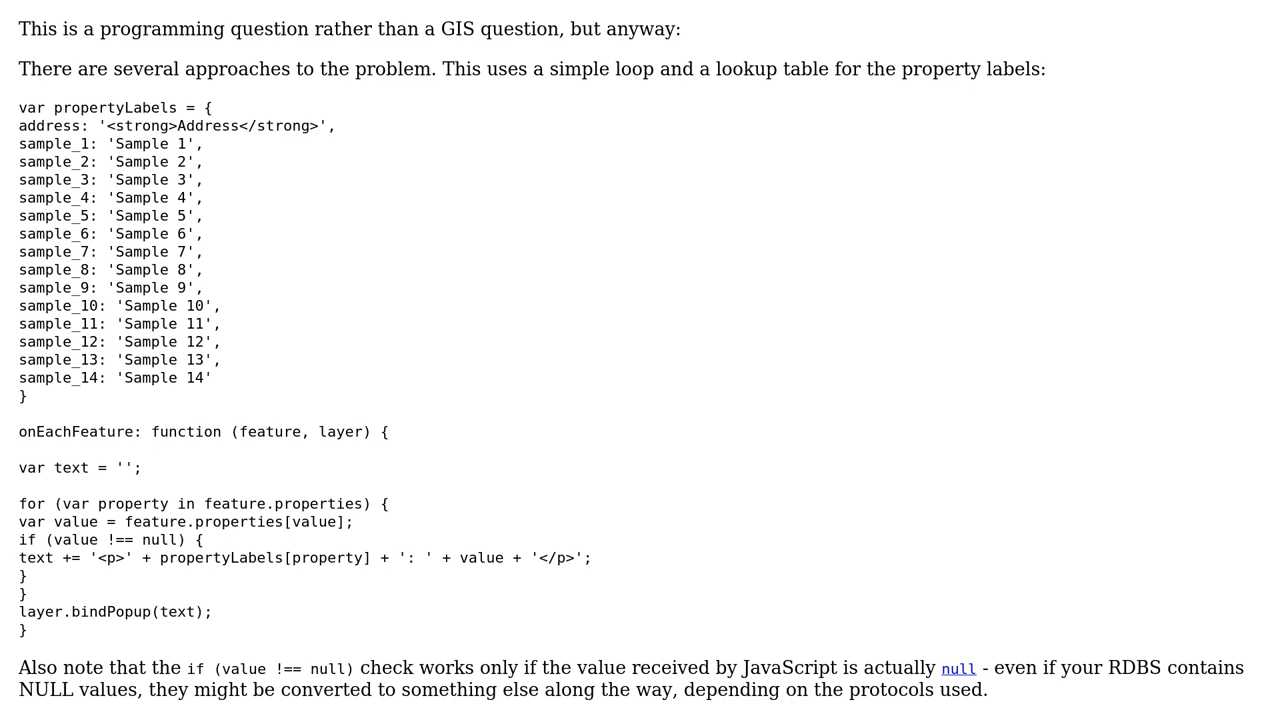 This is a programming question rather than a GIS question, but anyway:
There are several approaches to the problem. This uses a simple loop and a lookup table for the property labels:
var propertyLabels = {
address: '<strong>Address</strong>',
sample_1: 'Sample 1',
sample_2: 'Sample 2',
sample_3: 'Sample 3',
sample_4: 'Sample 4',
sample_5: 'Sample 5',
sample_6: 'Sample 6',
sample_7: 'Sample 7',
sample_8: 'Sample 8',
sample_9: 'Sample 9',
sample_10: 'Sample 10',
sample_11: 'Sample 11',
sample_12: 'Sample 12',
sample_13: 'Sample 13',
sample_14: 'Sample 14'
}
onEachFeature: function (feature, layer) {
var text = '';
for (var property in feature.properties) {
var value = feature.properties[value];
if (value !== null) {
text += '<p>' + propertyLabels[property] + ': ' + value + '</p>';
}
}
layer.bindPopup(text);
}
Also note that the if (value !== null) check works only if the value received by JavaScript is actually null - even if your RDBS contains
NULL values, they might be converted to something else along the way, depending on the protocols used.